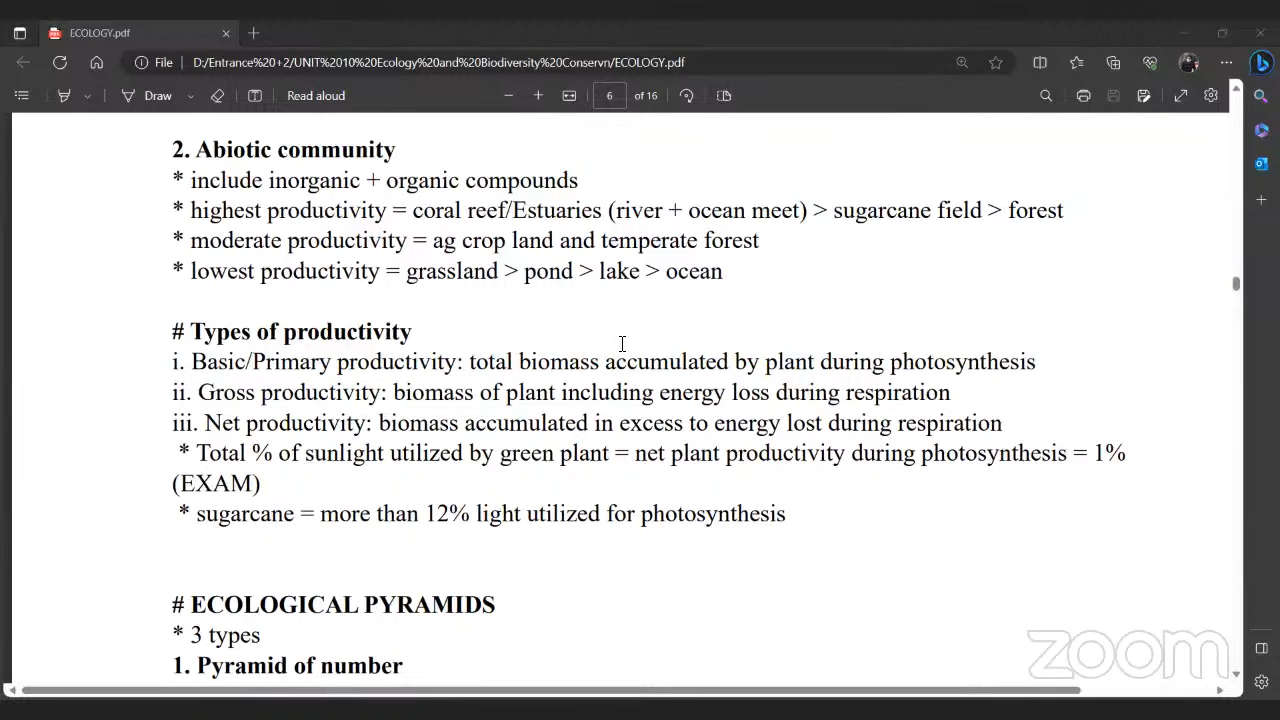 ECOLOGY.pdf
File D:/Entrance%20+2/UNIT%2010%20Ecology%20and%20Biodiversity%20Conservn/ECOLOGY.pdf
Draw Read aloud 6 of 16
2. Abiotic community
* include inorganic + organic compounds
* highest productivity = coral reef/Estuaries (river + ocean meet) > sugarcane field > forest
* moderate productivity = ag crop land and temperate forest
* lowest productivity = grassland > pond > lake > ocean
# Types of productivity
i. Basic/Primary productivity: total biomass accumulated by plant during photosynthesis
ii. Gross productivity: biomass of plant including energy loss during respiration
iii. Net productivity: biomass accumulated in excess to energy lost during respiration
* Total % of sunlight utilized by green plant = net plant productivity during photosynthesis = 1%
(EXAM)
* sugarcane = more than 12% light utilized for photosynthesis
# ECOLOGICAL PYRAMIDS
* 3 types
1. Pyramid of number
zoom